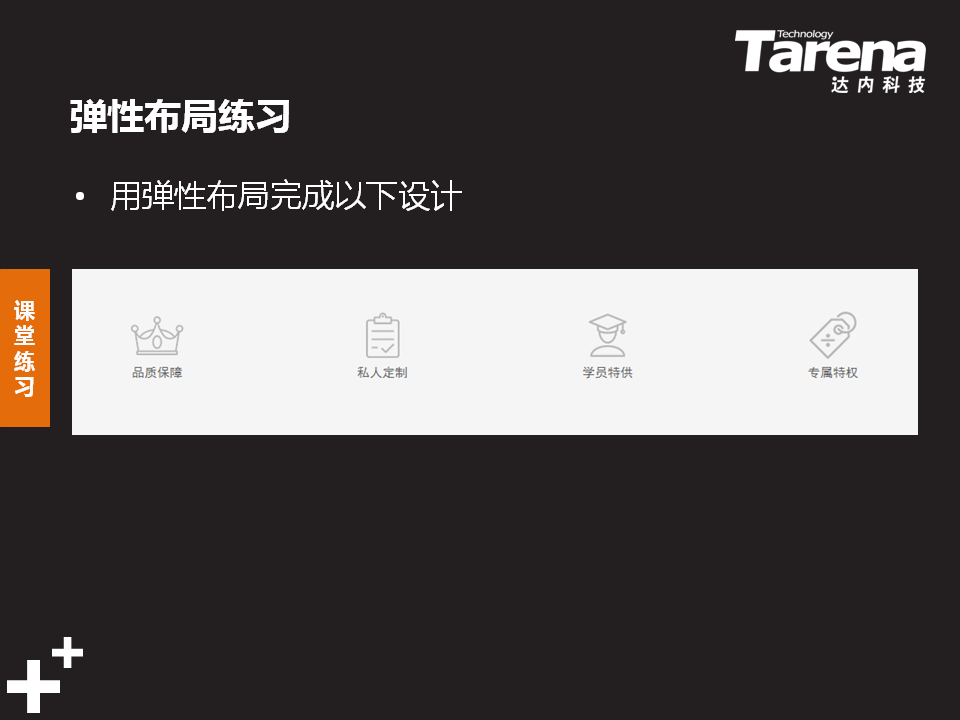 Technology
Tarena
达内科技
弹性布局练习
• 用弹性布局完成以下设计
课堂练习
品质保障 私人定制 学员特供 专属特权